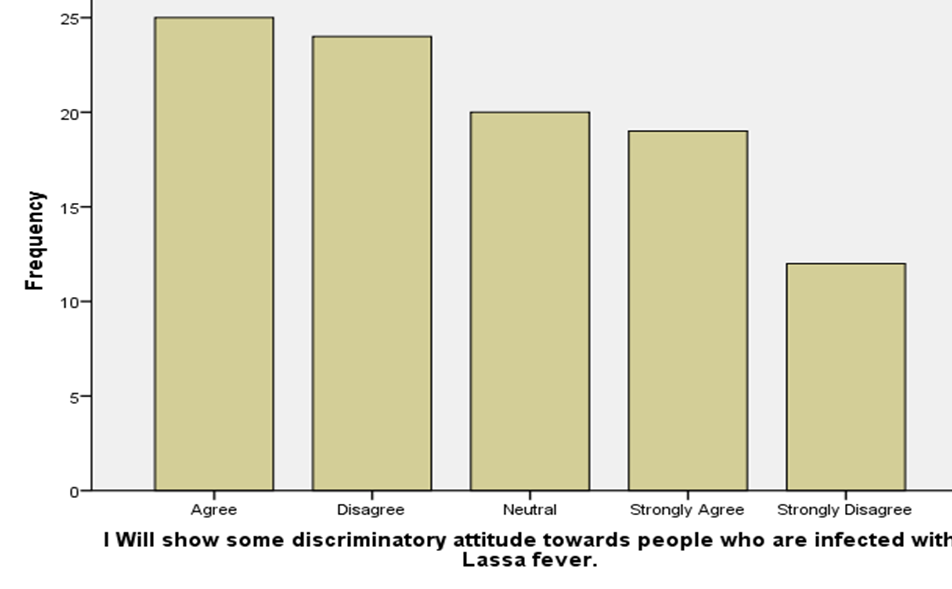 25
20
15
10
5
0
Frequency
Agree Disagree Neutral Strongly Agree Strongly Disagree
I Will show some discriminatory attitude towards people who are infected with
Lassa fever.